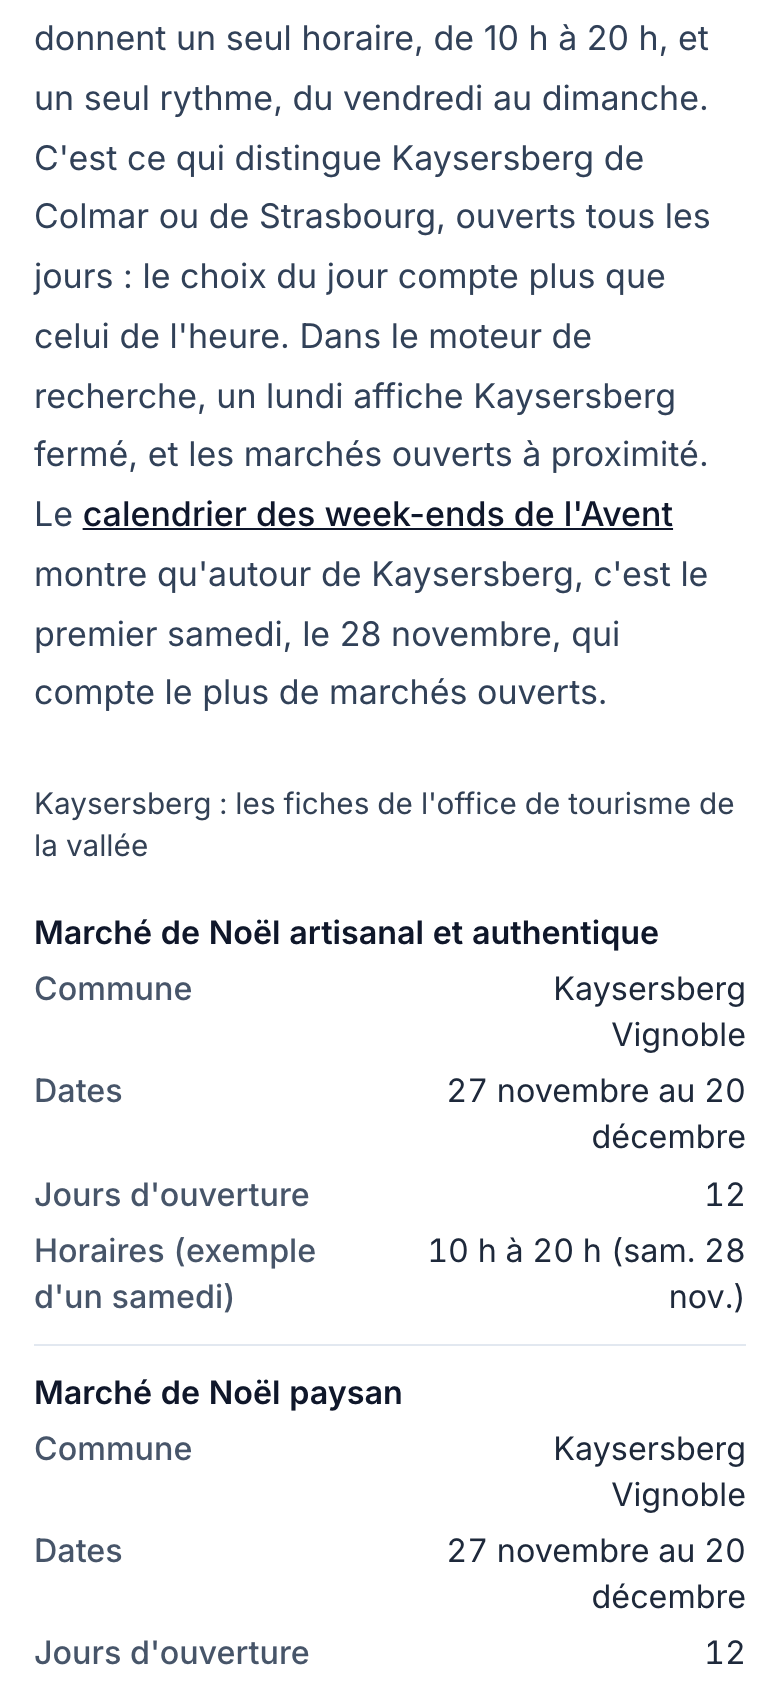 donnent un seul horaire, de 10 h à 20 h, et
un seul rythme, du vendredi au dimanche.
C'est ce qui distingue Kaysersberg de
Colmar ou de Strasbourg, ouverts tous les
jours : le choix du jour compte plus que
celui de l'heure. Dans le moteur de
recherche, un lundi affiche Kaysersberg
fermé, et les marchés ouverts à proximité.
Le calendrier des week-ends de l'Avent
montre qu'autour de Kaysersberg, c'est le
premier samedi, le 28 novembre, qui
compte le plus de marchés ouverts.
Kaysersberg : les fiches de l'office de tourisme de
la vallée
Marché de Noël artisanal et authentique
Commune Kaysersberg
Vignoble
Dates 27 novembre au 20
décembre
Jours d'ouverture 12
Horaires (exemple 10 h à 20 h (sam. 28
d'un samedi) nov.)
Marché de Noël paysan
Commune Kaysersberg
Vignoble
Dates 27 novembre au 20
décembre
Jours d'ouverture 12